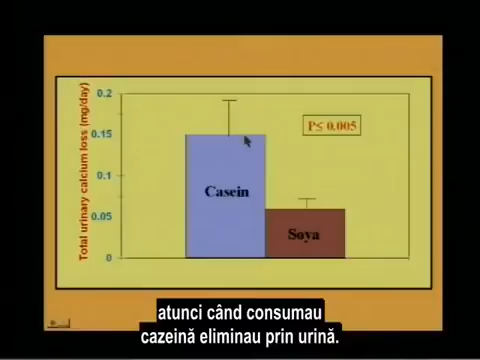 Total urinary calcium loss (mg/day)
0.2
0.15
0.1
0.05
0
P≤ 0.005
Casein
Soya
atunci când consumau
cazeină eliminau prin urină.